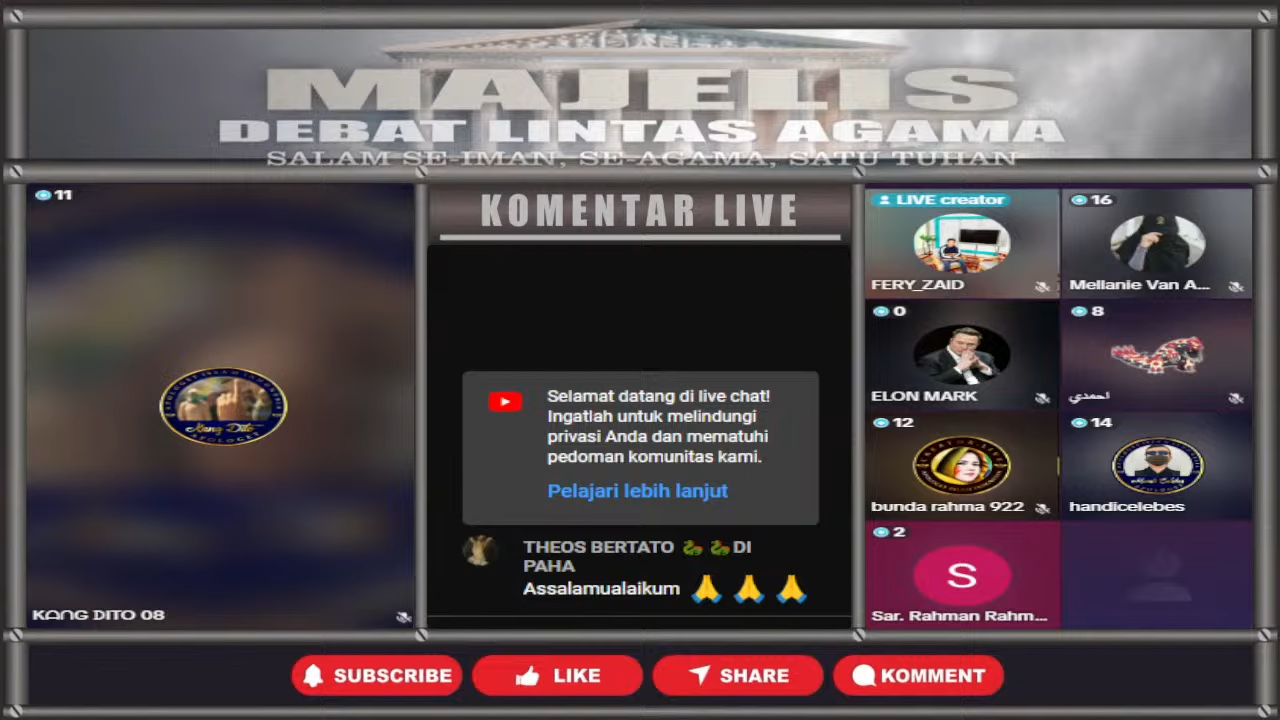 MAJELIS
DEBAT LINTAS AGAMA
SALAM SE-IMAN, SE-AGAMA, SATU TUHAN
11
KANG DITO 08
KOMENTAR LIVE
Selamat datang di live chat!
Ingatlah untuk melindungi
privasi Anda dan mematuhi
pedoman komunitas kami.
Pelajari lebih lanjut
THEOS BERTATO 🐉 🐉 DI
PAHA
Assalamualaikum 🙏 🙏 🙏
LIVE creator
FERY_ZAID
16
Mellanie Van A...
0
ELON MARK
8
احمدي
12
bunda rahma 922
14
handicelebes
2
S
Sar. Rahman Rahm...
SUBSCRIBE
LIKE
SHARE
KOMMENT